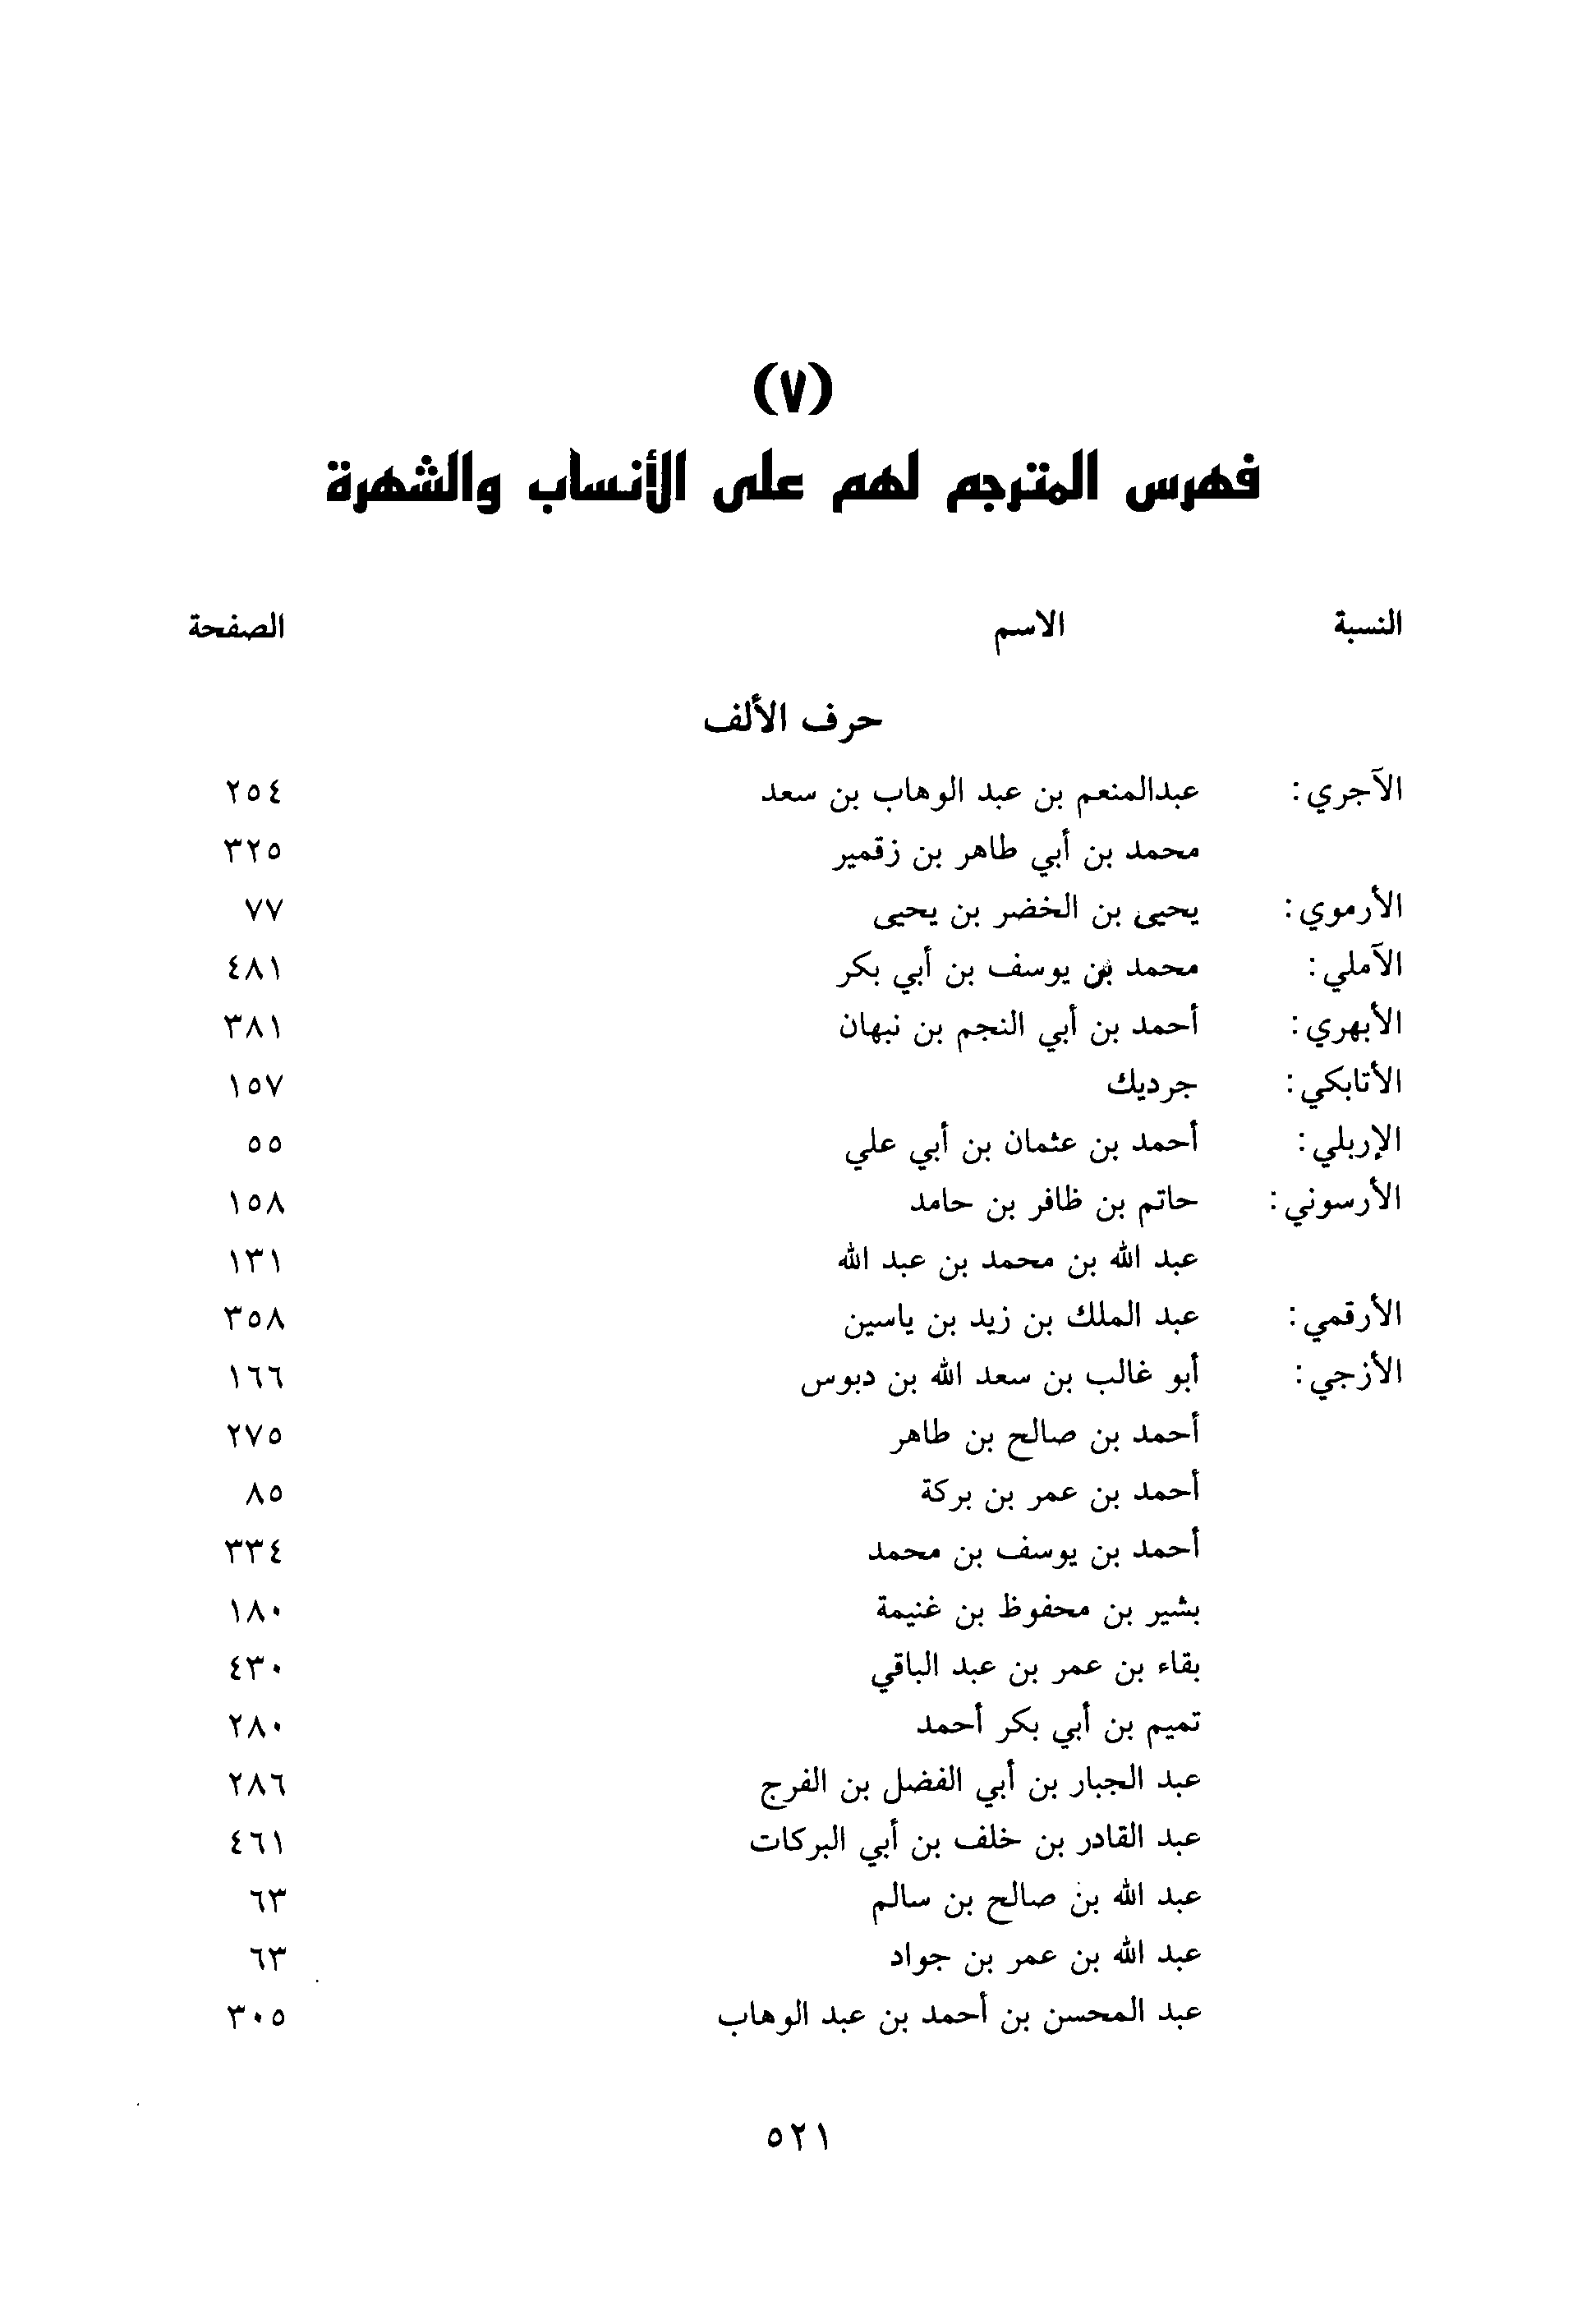 (٧)
فهرس المترجم لهم على الأنساب والشهرة
النسبة الاسم الصفحة
حرف الألف
الآجري: عبدالمنعم بن عبد الوهاب بن سعد ٢٥٤
محمد بن أبي طاهر بن زقمير ٣٢٥
الأرموي: يحيى بن الخضر بن يحيى ٧٧
الآملي: محمد بن يوسف بن أبي بكر ٤٨١
الأبهري: أحمد بن أبي النجم بن نبهان ٣٨١
الأتابكي: جرديك ١٥٧
الإربلي: أحمد بن عثمان بن أبي علي ٥٥
الأرسوني: حاتم بن ظافر بن حامد ١٥٨
عبد الله بن محمد بن عبد الله ١٣١
الأرقمي: عبد الملك بن زيد بن ياسين ٣٥٨
الأزجي: أبو غالب بن سعد الله بن دبوس ١٦٦
أحمد بن صالح بن طاهر ٢٧٥
أحمد بن عمر بن بركة ٨٥
أحمد بن يوسف بن محمد ٣٣٤
بشير بن محفوظ بن غنيمة ١٨٠
بقاء بن عمر بن عبد الباقي ٤٣٠
تميم بن أبي بكر أحمد ٢٨٠
عبد الجبار بن أبي الفضل بن الفرج ٢٨٦
عبد القادر بن خلف بن أبي البركات ٤٦١
عبد الله بن صالح بن سالم ٦٣
عبد الله بن عمر بن جواد ٦٣
عبد المحسن بن أحمد بن عبد الوهاب ٣٠٥
٥٢١